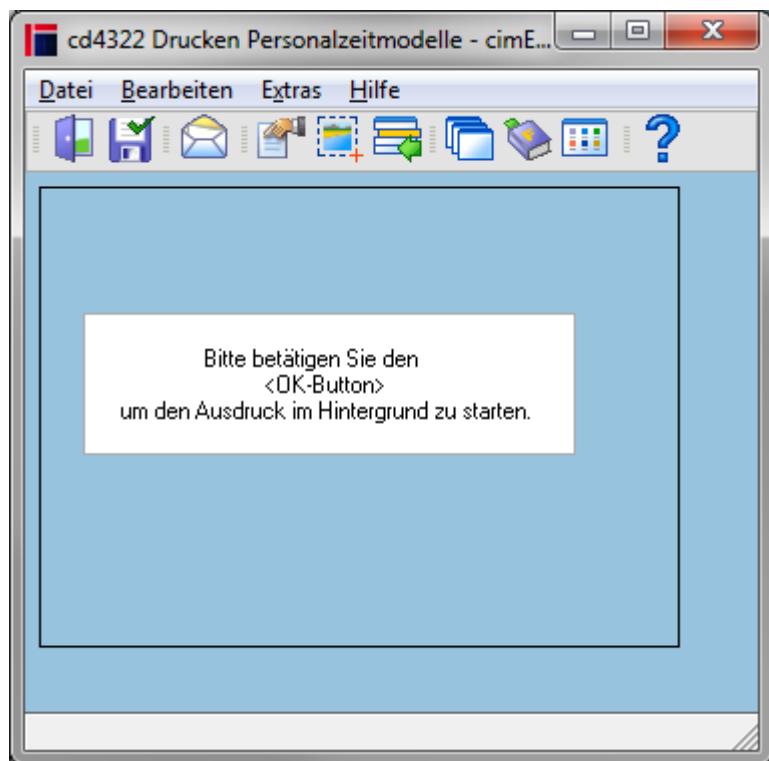 cd4322 Drucken Personalzeitmodelle - cimE...
Datei Bearbeiten Extras Hilfe
Bitte betätigen Sie den
<OK-Button>
um den Ausdruck im Hintergrund zu starten.